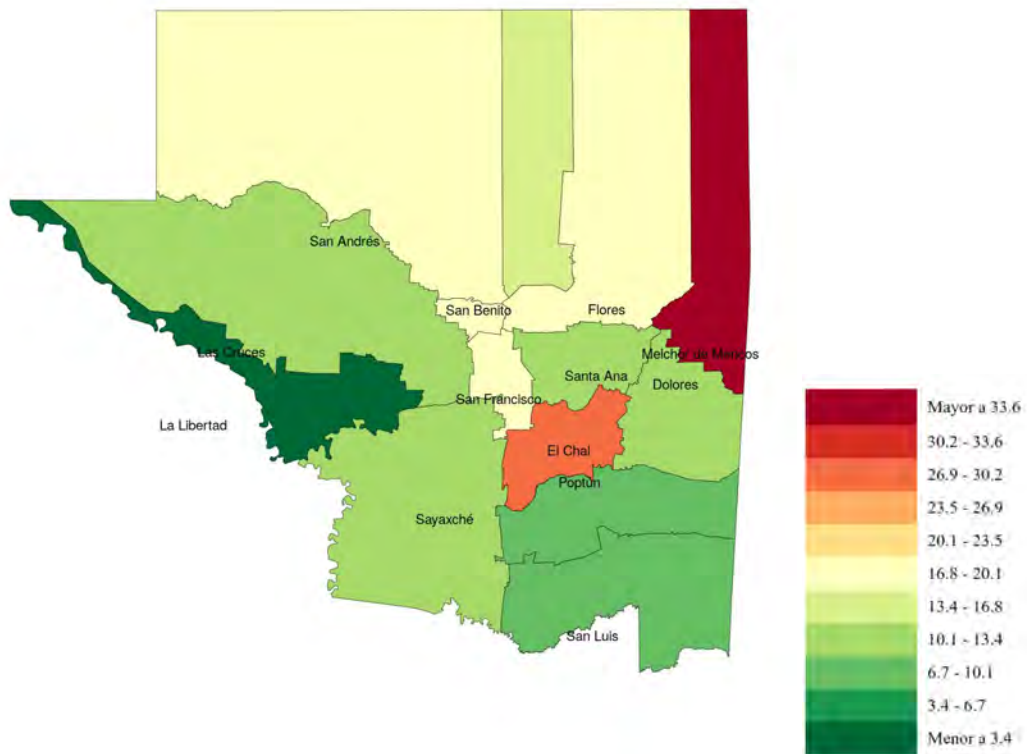 San Andrés
San Benito
Flores
Las Cruces
Melchor de Mencos
Santa Ana
Dolores
San Francisco
La Libertad
El Chal
Poptún
Sayaxché
San Luis
Mayor a 33.6
30.2 - 33.6
26.9 - 30.2
23.5 - 26.9
20.1 - 23.5
16.8 - 20.1
13.4 - 16.8
10.1 - 13.4
6.7 - 10.1
3.4 - 6.7
Menor a 3.4